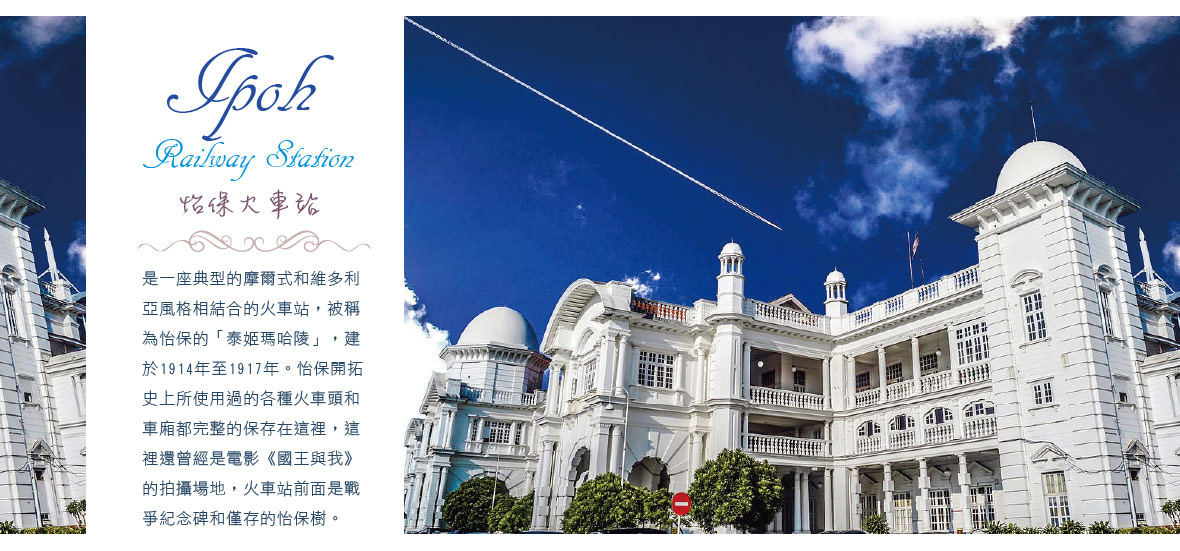 Ipoh
Railway Station
怡保火車站
是一座典型的摩爾式和維多利
亞風格相結合的火車站，被稱
為怡保的「泰姬瑪哈陵」，建
於1914年至1917年。怡保開拓
史上所使用過的各種火車頭和
車廂都完整的保存在這裡，這
裡還曾經是電影《國王與我》
的拍攝場地，火車站前面是戰
爭紀念碑和僅存的怡保樹。